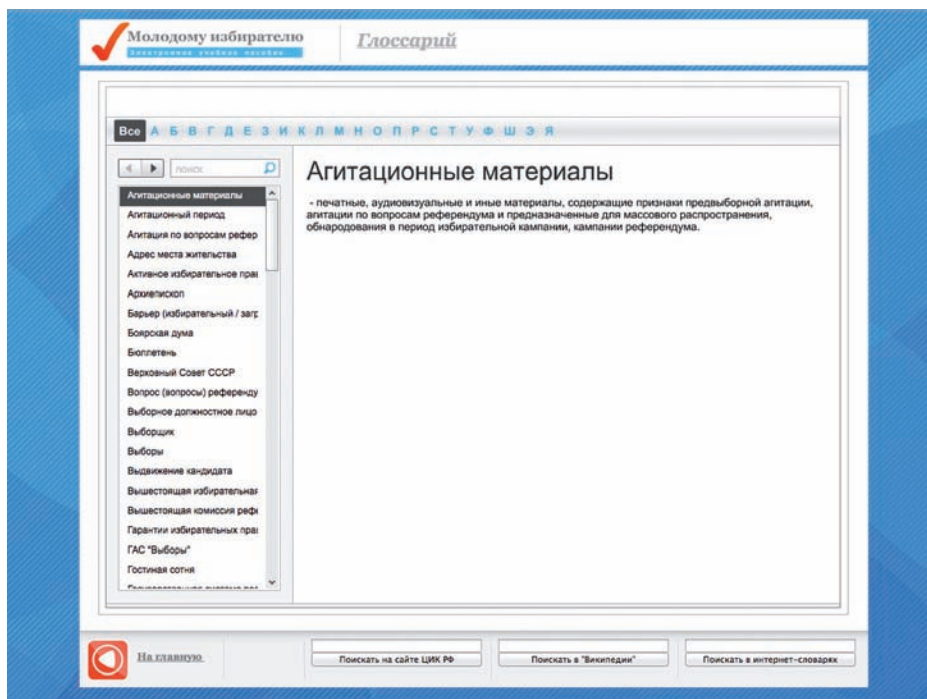 Молодому избирателю
Электронное учебное пособие
Глоссарий
Все А Б В Г Д Е З И К Л М Н О П Р С Т У Ф Ш Э Я
поиск
Агитационные материалы
Агитационный период
Агитация по вопросам рефер
Адрес места жительства
Активное избирательное прав
Архиепископ
Барьер (избирательный / загр
Боярская дума
Бюллетень
Верховный Совет СССР
Вопрос (вопросы) референду
Выборное должностное лицо
Выборщик
Выборы
Выдвижение кандидата
Вышестоящая избирательная
Вышестоящая комиссия рефе
Гарантии избирательных прав
ГАС "Выборы"
Гостиная сотня
Агитационные материалы
- печатные, аудиовизуальные и иные материалы, содержащие признаки предвыборной агитации,
агитации по вопросам референдума и предназначенные для массового распространения,
обнародования в период избирательной кампании, кампании референдума.
На главную
Поискать на сайте ЦИК РФ
Поискать в "Википедии"
Поискать в интернет-словарях